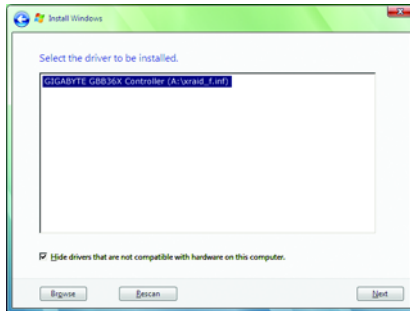 Install Windows
Select the driver to be installed.
GIGABYTE GBB36X Controller (A:\xraid_f.inf)
Hide drivers that are not compatible with hardware on this computer.
Browse
Rescan
Next